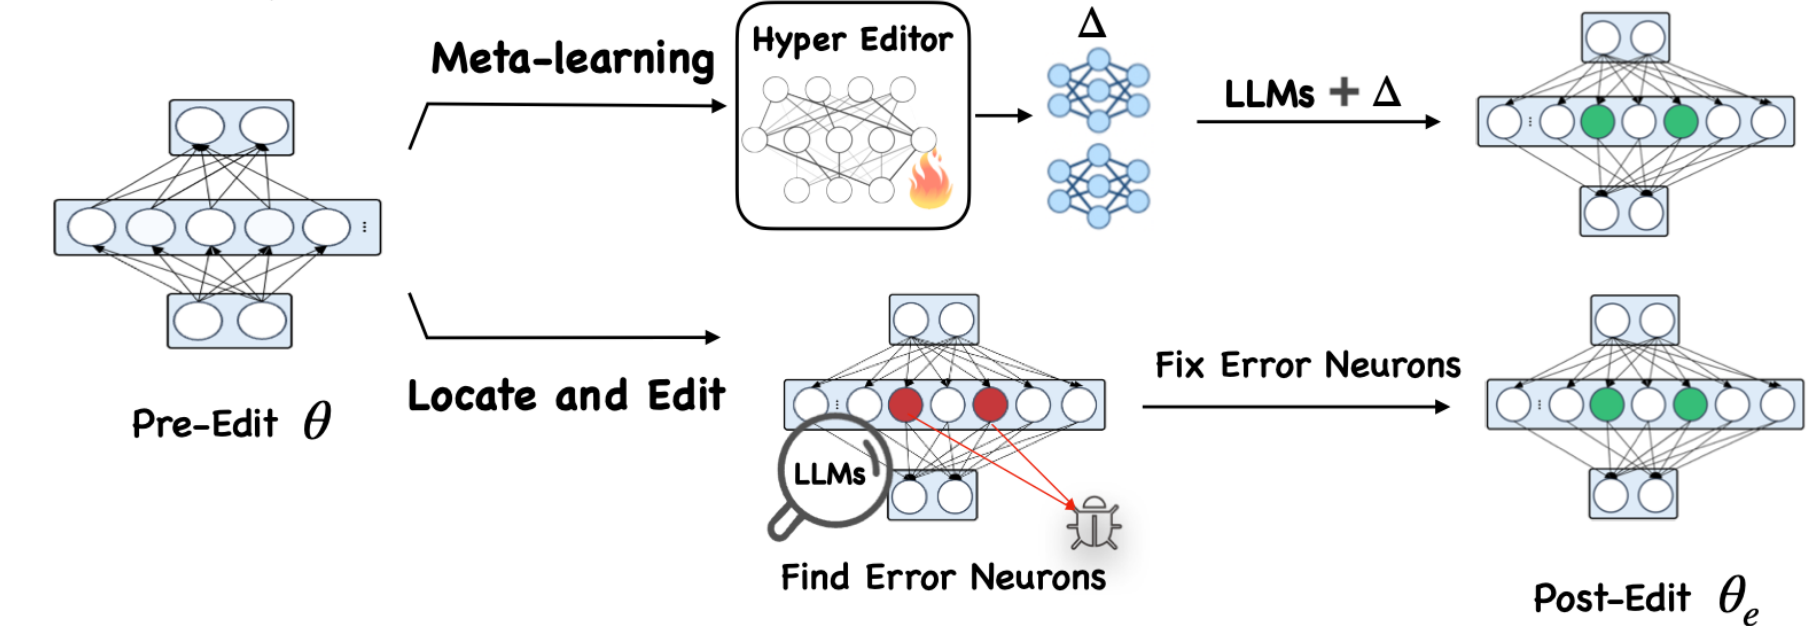 Meta-learning
Hyper Editor
Δ
LLMs + Δ
Pre-Edit θ
Locate and Edit
LLMs
Find Error Neurons
Fix Error Neurons
Post-Edit θe